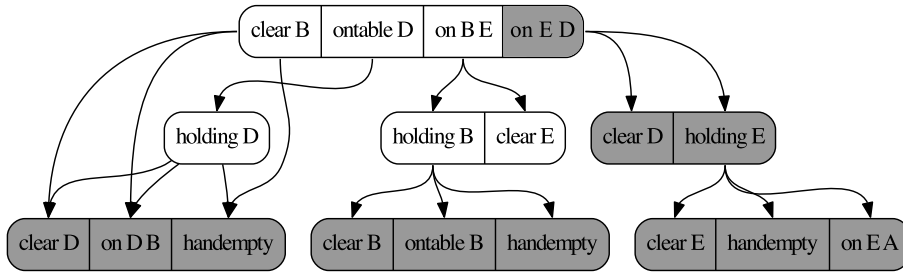 clear B ontable D on B E on E D
holding D holding B clear E clear D holding E
clear D on D B handempty clear B ontable B handempty clear E handempty on E A